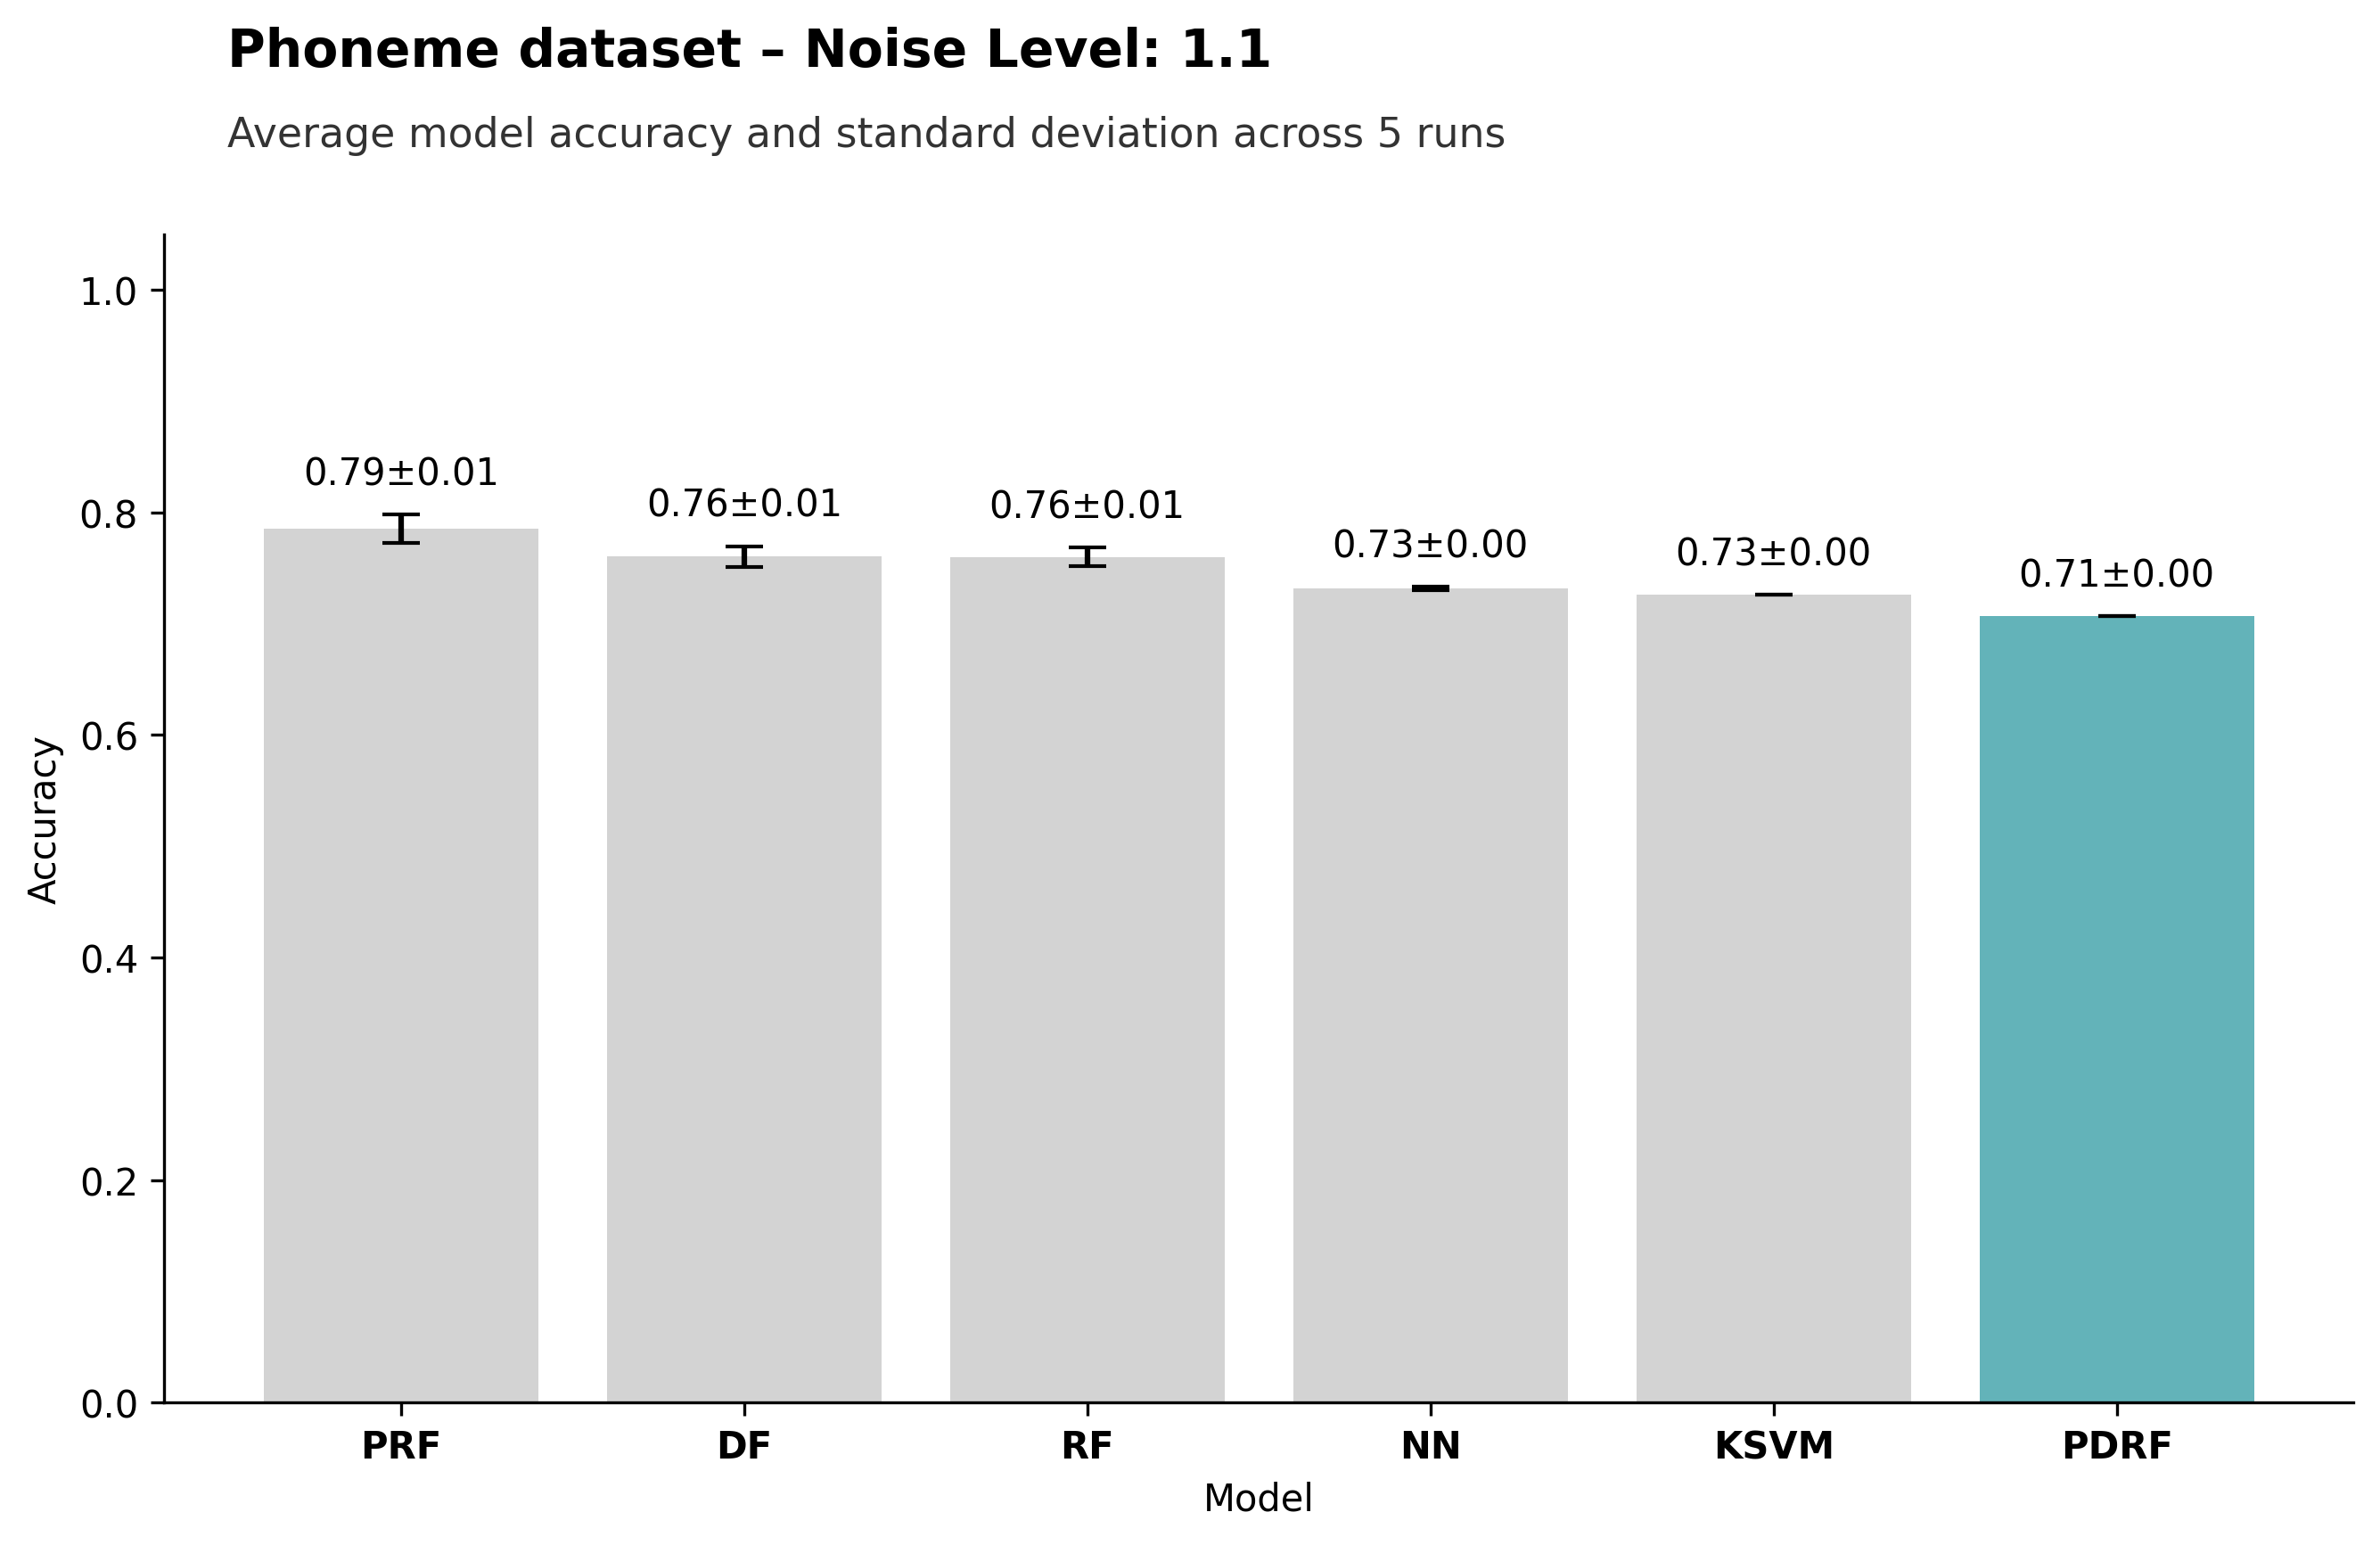 Phoneme dataset – Noise Level: 1.1
Average model accuracy and standard deviation across 5 runs
1.0
0.8
0.6
0.4
0.2
0.0
Accuracy
0.79±0.01
0.76±0.01
0.76±0.01
0.73±0.00
0.73±0.00
0.71±0.00
PRF
DF
RF
NN
KSVM
PDRF
Model